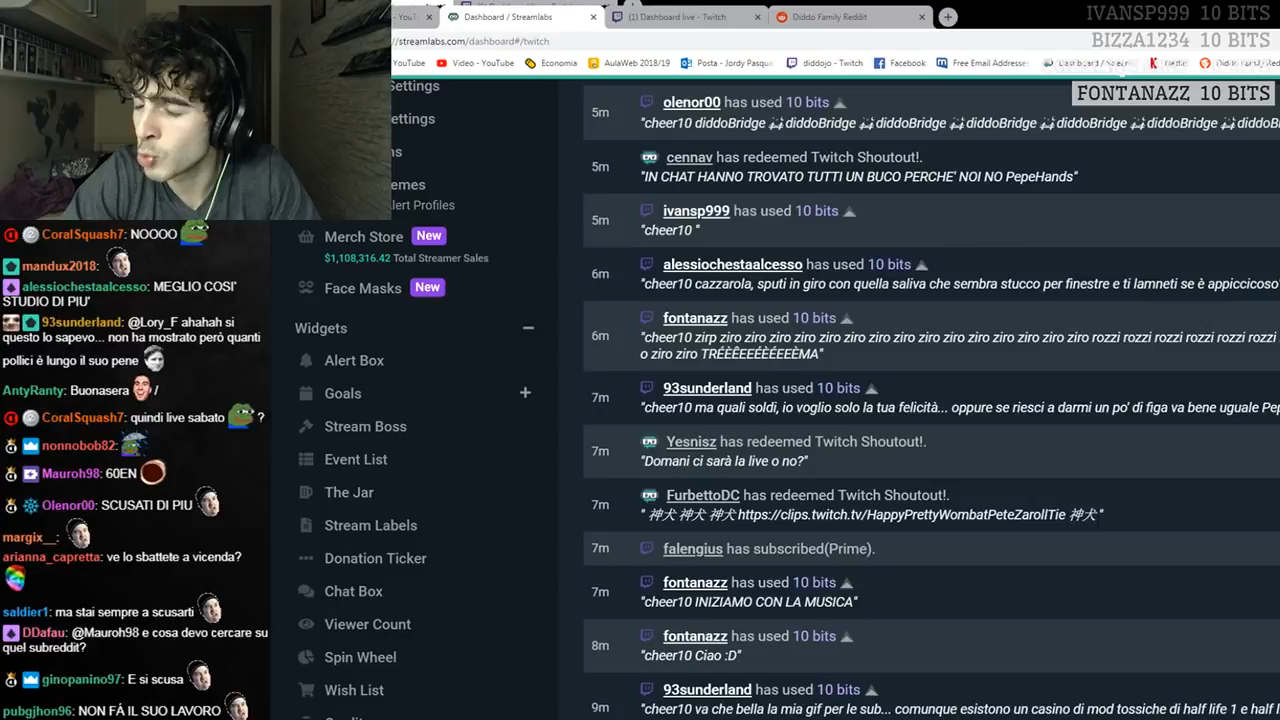 - YouT
Dashboard / Streamlabs
(1) Dashboard live - Twitch
Diddo Family Reddit
IVANSP999 10 BITS
BIZZA1234 10 BITS
FONTANAZZ 10 BITS
//streamlabs.com/dashboard#/twitch
YouTube
Video - YouTube
Economia
AulaWeb 2018/19
Posta - Jordy Pasqua
diddojo - Twitch
Facebook
Free Email Addresse
Dashboard / Stream
Diddo Family Red
Settings
ettings
ns
emes
Alert Profiles
Merch Store New
$1,108,316.42 Total Streamer Sales
Face Masks New
Widgets
Alert Box
Goals
Stream Boss
Event List
The Jar
Stream Labels
Donation Ticker
Chat Box
Viewer Count
Spin Wheel
Wish List
5m
olenor00 has used 10 bits
"cheer10 diddoBridge diddoBridge diddoBridge diddoBridge diddoBridge diddoBridge diddoB
5m
cennav has redeemed Twitch Shoutout!.
"IN CHAT HANNO TROVATO TUTTI UN BUCO PERCHE' NOI NO PepeHands"
5m
ivansp999 has used 10 bits
"cheer10 "
6m
alessiochestaalcesso has used 10 bits
"cheer10 cazzarola, sputi in giro con quella saliva che sembra stucco per finestre e ti lamneti se è appiccicoso
6m
fontanazz has used 10 bits
"cheer10 zirp ziro ziro ziro ziro ziro ziro ziro ziro ziro ziro ziro ziro ziro ziro ziro rozzi rozzi rozzi rozzi rozzi
o ziro ziro TRÉÈÊEEÉÈÉÉEÈMA"
7m
93sunderland has used 10 bits
"cheer10 ma quali soldi, io voglio solo la tua felicità... oppure se riesci a darmi un po' di figa va bene uguale Pep
7m
Yesnisz has redeemed Twitch Shoutout!.
"Domani ci sarà la live o no?"
7m
FurbettoDC has redeemed Twitch Shoutout!.
" 神犬 神犬 神犬 https://clips.twitch.tv/HappyPrettyWombatPeteZarollTie 神犬 "
7m
falengius has subscribed(Prime).
7m
fontanazz has used 10 bits
"cheer10 INIZIAMO CON LA MUSICA"
8m
fontanazz has used 10 bits
"cheer10 Ciao :D"
9m
93sunderland has used 10 bits
"cheer10 va che bella la mia gif per le sub... comunque esistono un casino di mod tossiche di half life 1 e half l
CoralSquash7: NOOOO
mandux2018:
alessiochestaalcesso: MEGLIO COSI'
STUDIO DI PIU'
93sunderland: @Lory_F ahahah si
questo lo sapevo... non ha mostrato però quanti
pollici è lungo il suo pene
AntyRanty: Buonasera /
CoralSquash7: quindi live sabato ?
nonnobob82:
Mauroh98: 60EN
Olenor00: SCUSATI DI PIU
margix__:
arianna_capretta: ve lo sbattete a vicenda?
saldier1: ma stai sempre a scusarti
DDafau: @Mauroh98 e cosa devo cercare su
quel subreddit?
ginopanino97: E si scusa
pubgjhon96: NON FÁ IL SUO LAVORO